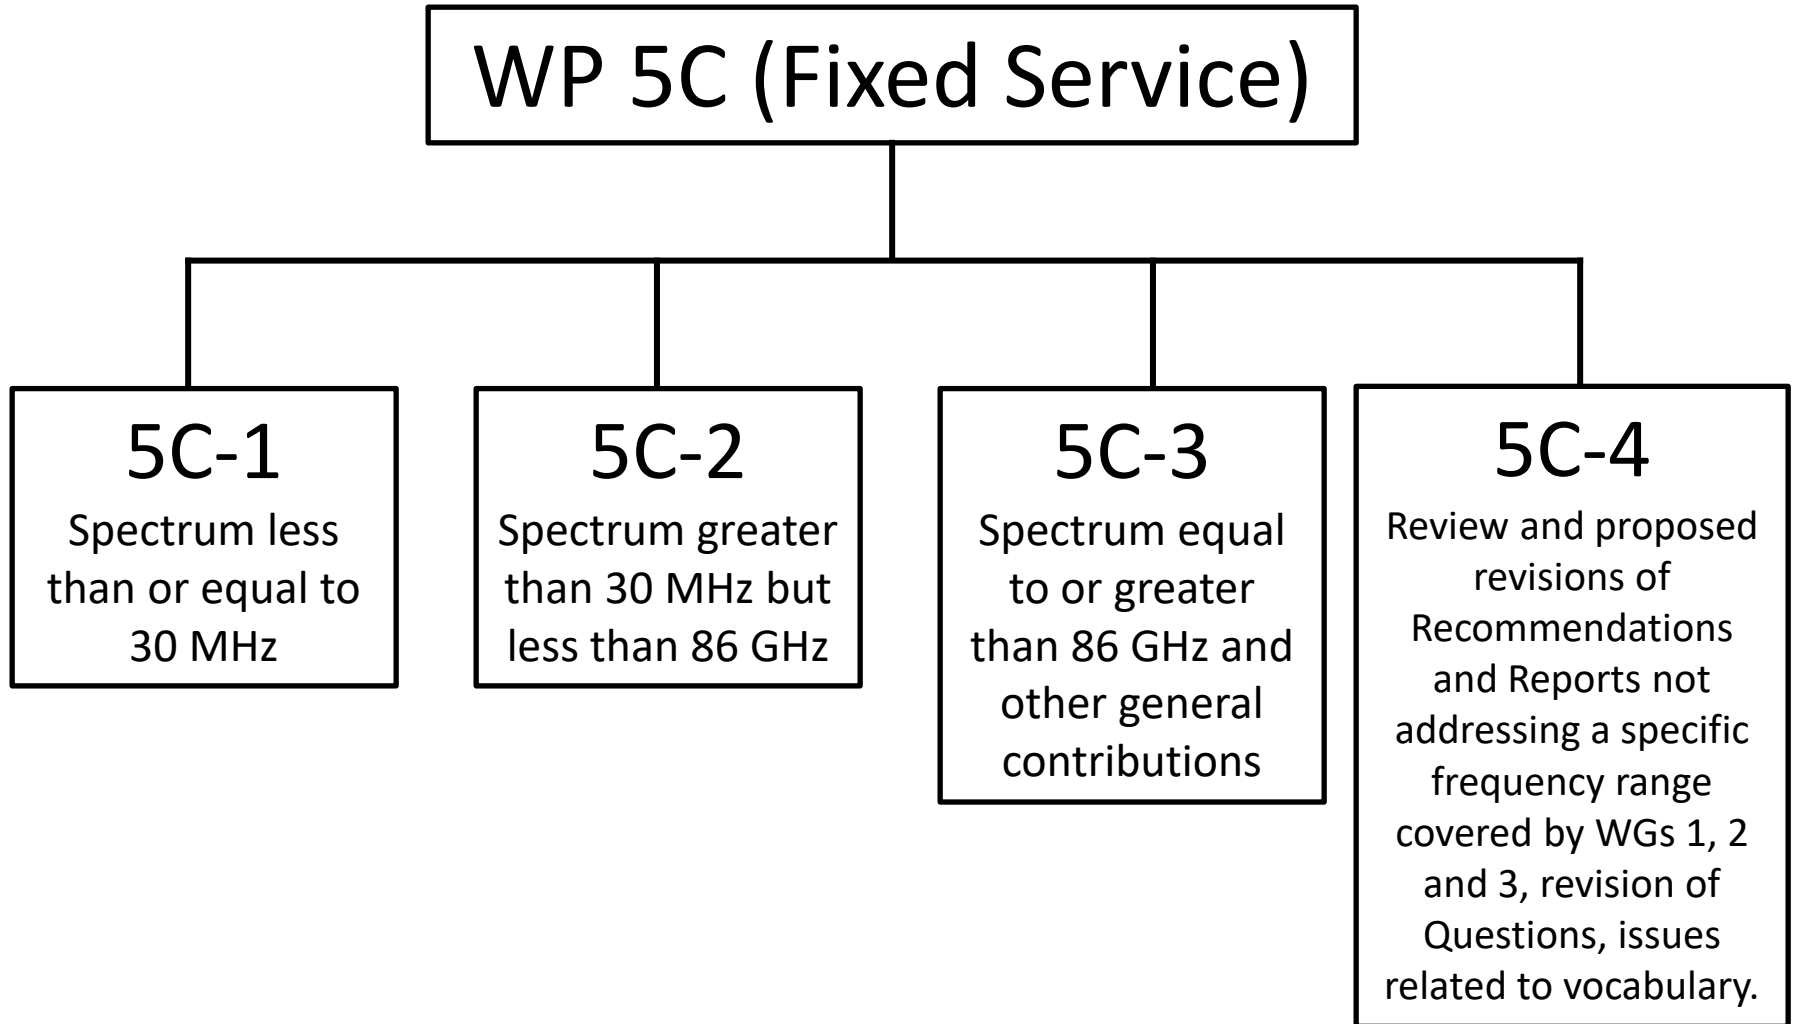 WP 5C (Fixed Service)
5C-1
Spectrum less
than or equal to
30 MHz
5C-2
Spectrum greater
than 30 MHz but
less than 86 GHz
5C-3
Spectrum equal
to or greater
than 86 GHz and
other general
contributions
5C-4
Review and proposed
revisions of
Recommendations
and Reports not
addressing a specific
frequency range
covered by WGs 1, 2
and 3, revision of
Questions, issues
related to vocabulary.